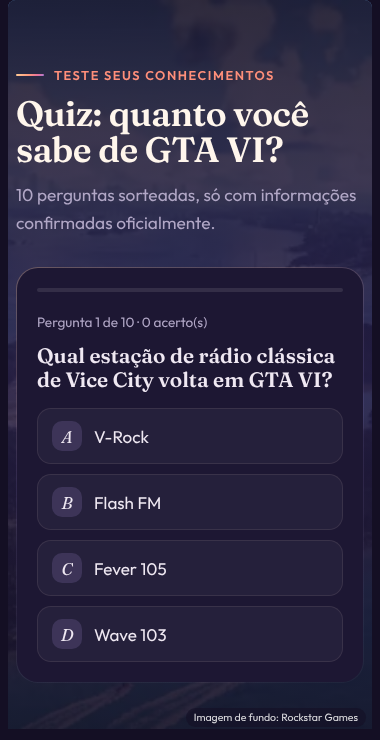 TESTE SEUS CONHECIMENTOS
Quiz: quanto você
sabe de GTA VI?
10 perguntas sorteadas, só com informações
confirmadas oficialmente.
Pergunta 1 de 10 · 0 acerto(s)
Qual estação de rádio clássica
de Vice City volta em GTA VI?
A V-Rock
B Flash FM
C Fever 105
D Wave 103
Imagem de fundo: Rockstar Games